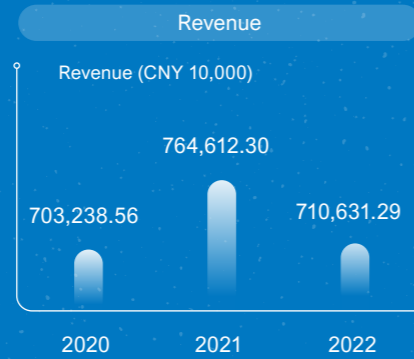 Revenue
Revenue (CNY 10,000)
764,612.30
703,238.56
710,631.29
2020 2021 2022